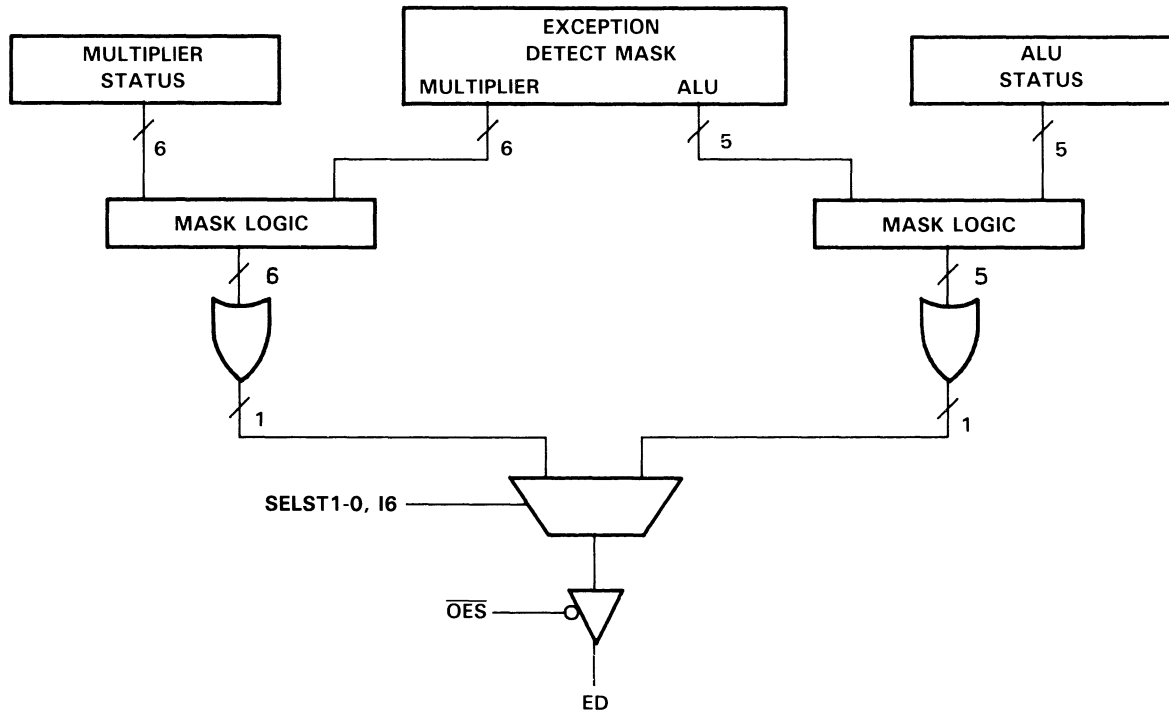 MULTIPLIER
STATUS
EXCEPTION
DETECT MASK
MULTIPLIER
ALU
ALU
STATUS
6
6
5
5
MASK LOGIC
MASK LOGIC
6
5
1
1
SELST1-0, I6
OES
ED